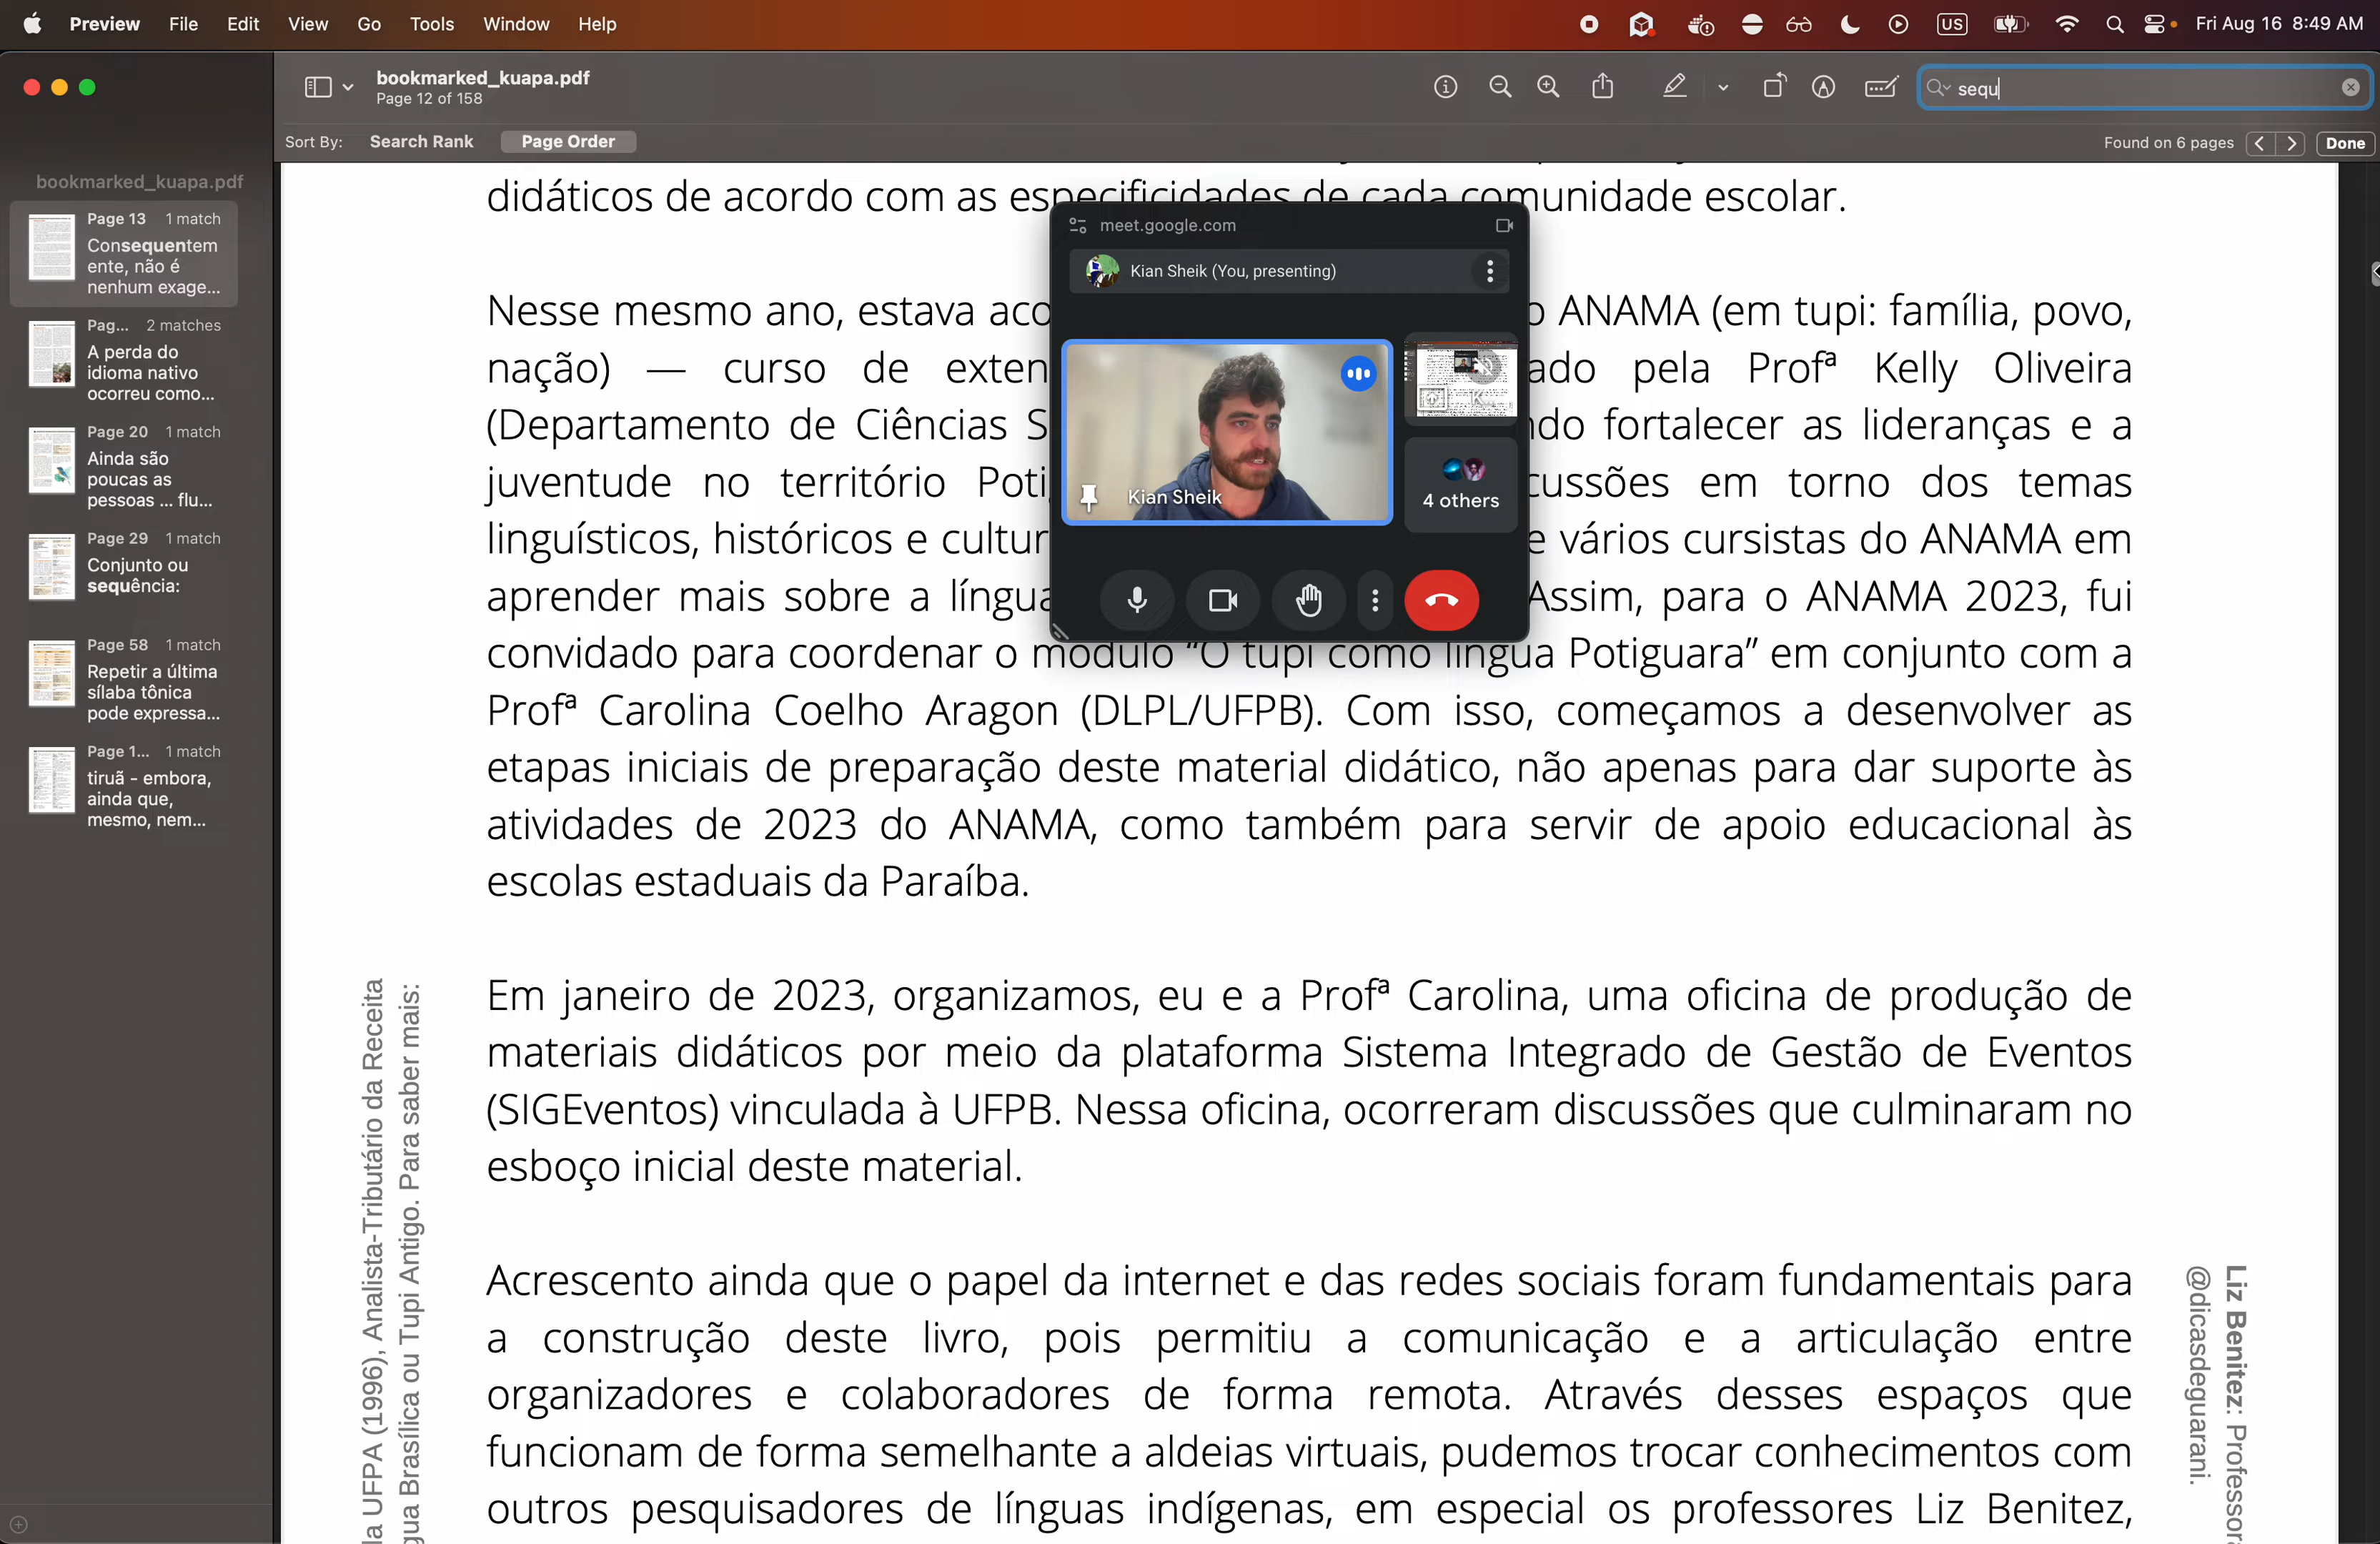 Preview File Edit View Go Tools Window Help
US
Fri Aug 16 8:49 AM
bookmarked_kuapa.pdf
Page 12 of 158
sequ
Sort By: Search Rank Page Order
Found on 6 pages
Done
bookmarked_kuapa.pdf
Page 13 1 match
Consequentem
ente, não é
nenhum exage...
Pag... 2 matches
A perda do
idioma nativo
ocorreu como...
Page 20 1 match
Ainda são
poucas as
pessoas ... flu...
Page 29 1 match
Conjunto ou
sequência:
Page 58 1 match
Repetir a última
sílaba tônica
pode expressa...
Page 1... 1 match
tiruã - embora,
ainda que,
mesmo, nem...
didáticos de acordo com as especificidades de cada comunidade escolar.
Nesse mesmo ano, estava aco o ANAMA (em tupi: família, povo,
nação) — curso de exten ado pela Profª Kelly Oliveira
(Departamento de Ciências S ndo fortalecer as lideranças e a
juventude no território Poti cussões em torno dos temas
linguísticos, históricos e cultur e vários cursistas do ANAMA em
aprender mais sobre a língua Assim, para o ANAMA 2023, fui
convidado para coordenar o módulo “O tupi como língua Potiguara” em conjunto com a
Profª Carolina Coelho Aragon (DLPL/UFPB). Com isso, começamos a desenvolver as
etapas iniciais de preparação deste material didático, não apenas para dar suporte às
atividades de 2023 do ANAMA, como também para servir de apoio educacional às
escolas estaduais da Paraíba.
Em janeiro de 2023, organizamos, eu e a Profª Carolina, uma oficina de produção de
materiais didáticos por meio da plataforma Sistema Integrado de Gestão de Eventos
(SIGEventos) vinculada à UFPB. Nessa oficina, ocorreram discussões que culminaram no
esboço inicial deste material.
Acrescento ainda que o papel da internet e das redes sociais foram fundamentais para
a construção deste livro, pois permitiu a comunicação e a articulação entre
organizadores e colaboradores de forma remota. Através desses espaços que
funcionam de forma semelhante a aldeias virtuais, pudemos trocar conhecimentos com
outros pesquisadores de línguas indígenas, em especial os professores Liz Benitez,
meet.google.com
Kian Sheik (You, presenting)
Kian Sheik
K...
4 others
la UFPA (1996), Analista-Tributário da Receita
gua Brasílica ou Tupi Antigo. Para saber mais:
Liz Benitez: Professor
@dicasdeguarani.